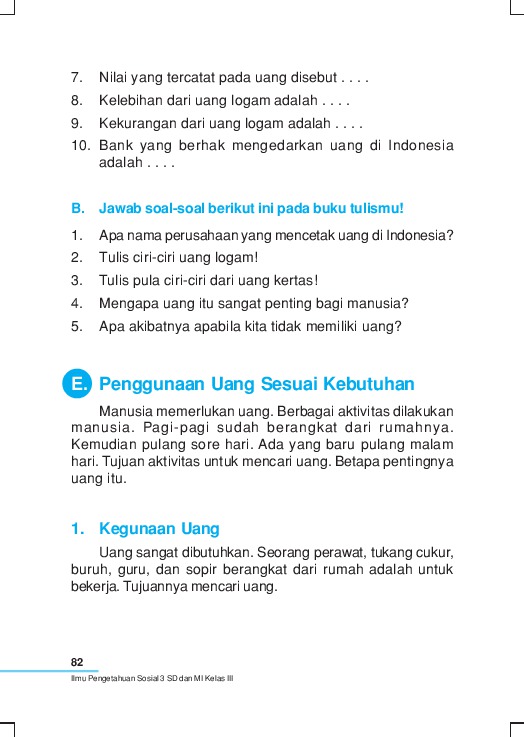 7. Nilai yang tercatat pada uang disebut . . . .
8. Kelebihan dari uang logam adalah . . . .
9. Kekurangan dari uang logam adalah . . . .
10. Bank yang berhak mengedarkan uang di Indonesia
adalah . . . .
B. Jawab soal-soal berikut ini pada buku tulismu!
1. Apa nama perusahaan yang mencetak uang di Indonesia?
2. Tulis ciri-ciri uang logam!
3. Tulis pula ciri-ciri dari uang kertas!
4. Mengapa uang itu sangat penting bagi manusia?
5. Apa akibatnya apabila kita tidak memiliki uang?
E. Penggunaan Uang Sesuai Kebutuhan
Manusia memerlukan uang. Berbagai aktivitas dilakukan
manusia. Pagi-pagi sudah berangkat dari rumahnya.
Kemudian pulang sore hari. Ada yang baru pulang malam
hari. Tujuan aktivitas untuk mencari uang. Betapa pentingnya
uang itu.
1. Kegunaan Uang
Uang sangat dibutuhkan. Seorang perawat, tukang cukur,
buruh, guru, dan sopir berangkat dari rumah adalah untuk
bekerja. Tujuannya mencari uang.
82
Ilmu Pengetahuan Sosial 3 SD dan MI Kelas III